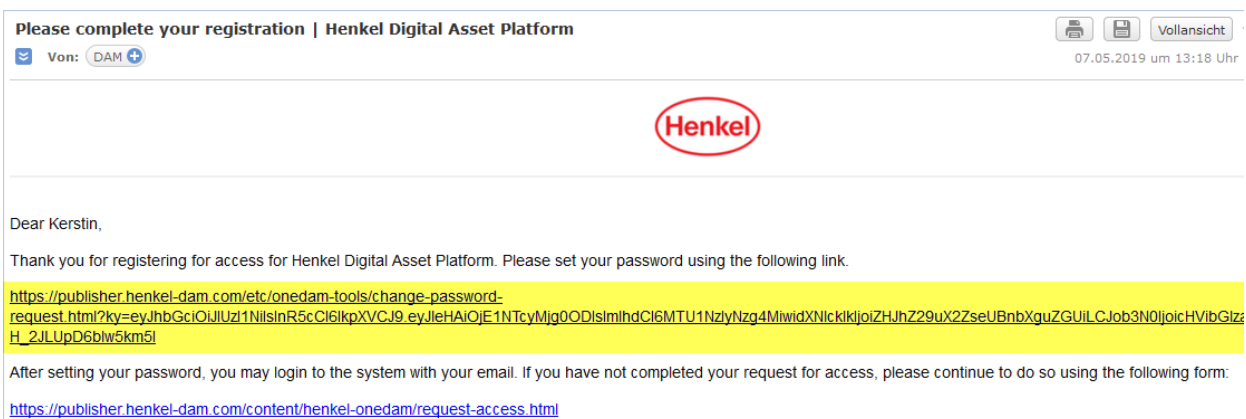 Please complete your registration | Henkel Digital Asset Platform
Vollansicht
Von: DAM
07.05.2019 um 13:18 Uhr
Henkel
Dear Kerstin,
Thank you for registering for access for Henkel Digital Asset Platform. Please set your password using the following link.
https://publisher.henkel-dam.com/etc/onedam-tools/change-password-
After setting your password, you may login to the system with your email. If you have not completed your request for access, please continue to do so using the following form:
https://publisher.henkel-dam.com/content/henkel-onedam/request-access.html